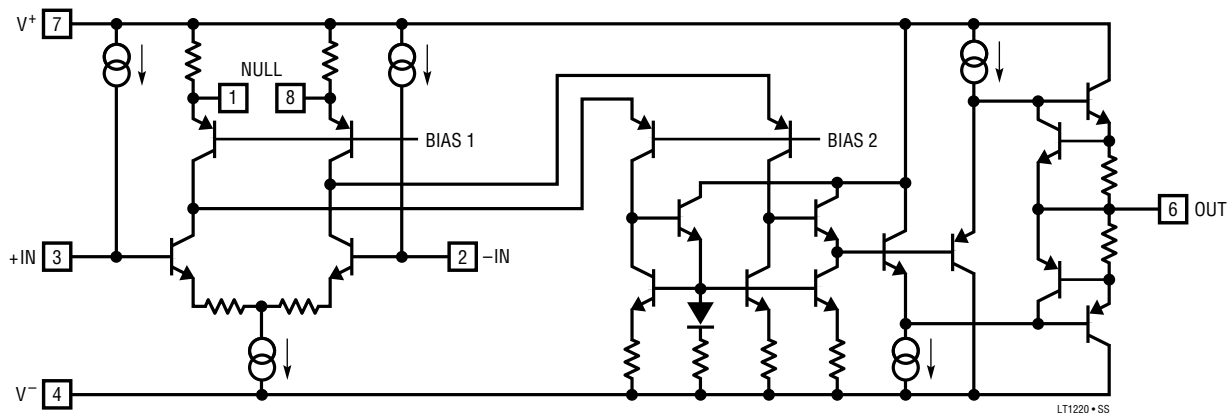 V+ 7
NULL
1 8
BIAS 1
BIAS 2
6 OUT
+IN 3
2 –IN
V– 4
LT1220 • SS